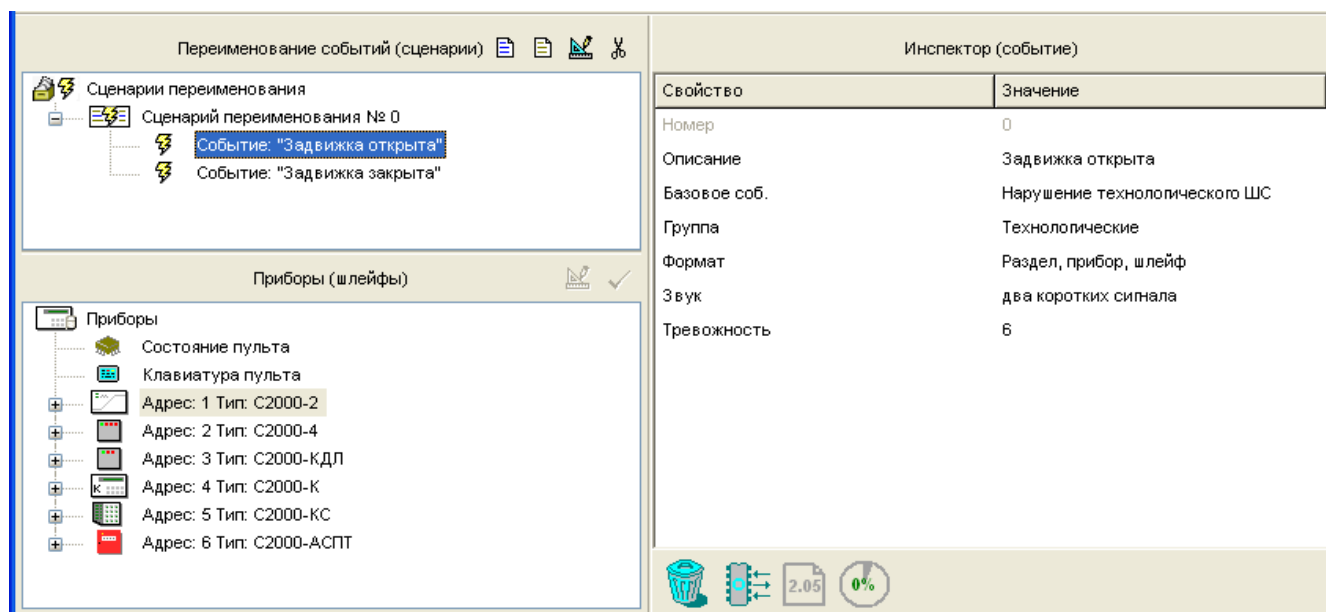 Переименование событий (сценарии)
Сценарии переименования
Сценарий переименования № 0
Событие: "Задвижка открыта"
Событие: "Задвижка закрыта"
Приборы (шлейфы)
Приборы
Состояние пульта
Клавиатура пульта
Адрес: 1 Тип: С2000-2
Адрес: 2 Тип: С2000-4
Адрес: 3 Тип: С2000-КДЛ
К
Адрес: 4 Тип: С2000-К
Адрес: 5 Тип: С2000-КС
Адрес: 6 Тип: С2000-АСПТ
Инспектор (событие)
Свойство Значение
Номер 0
Описание Задвижка открыта
Базовое соб. Нарушение технологического ШС
Группа Технологические
Формат Раздел, прибор, шлейф
Звук два коротких сигнала
Тревожность 6
2.05 0%